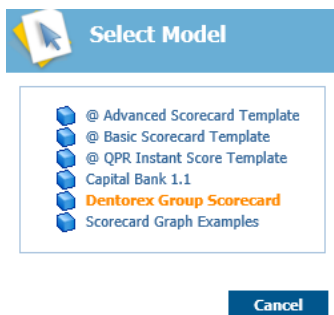 Select Model
@ Advanced Scorecard Template
@ Basic Scorecard Template
@ QPR Instant Score Template
Capital Bank 1.1
Dentorex Group Scorecard
Scorecard Graph Examples
Cancel